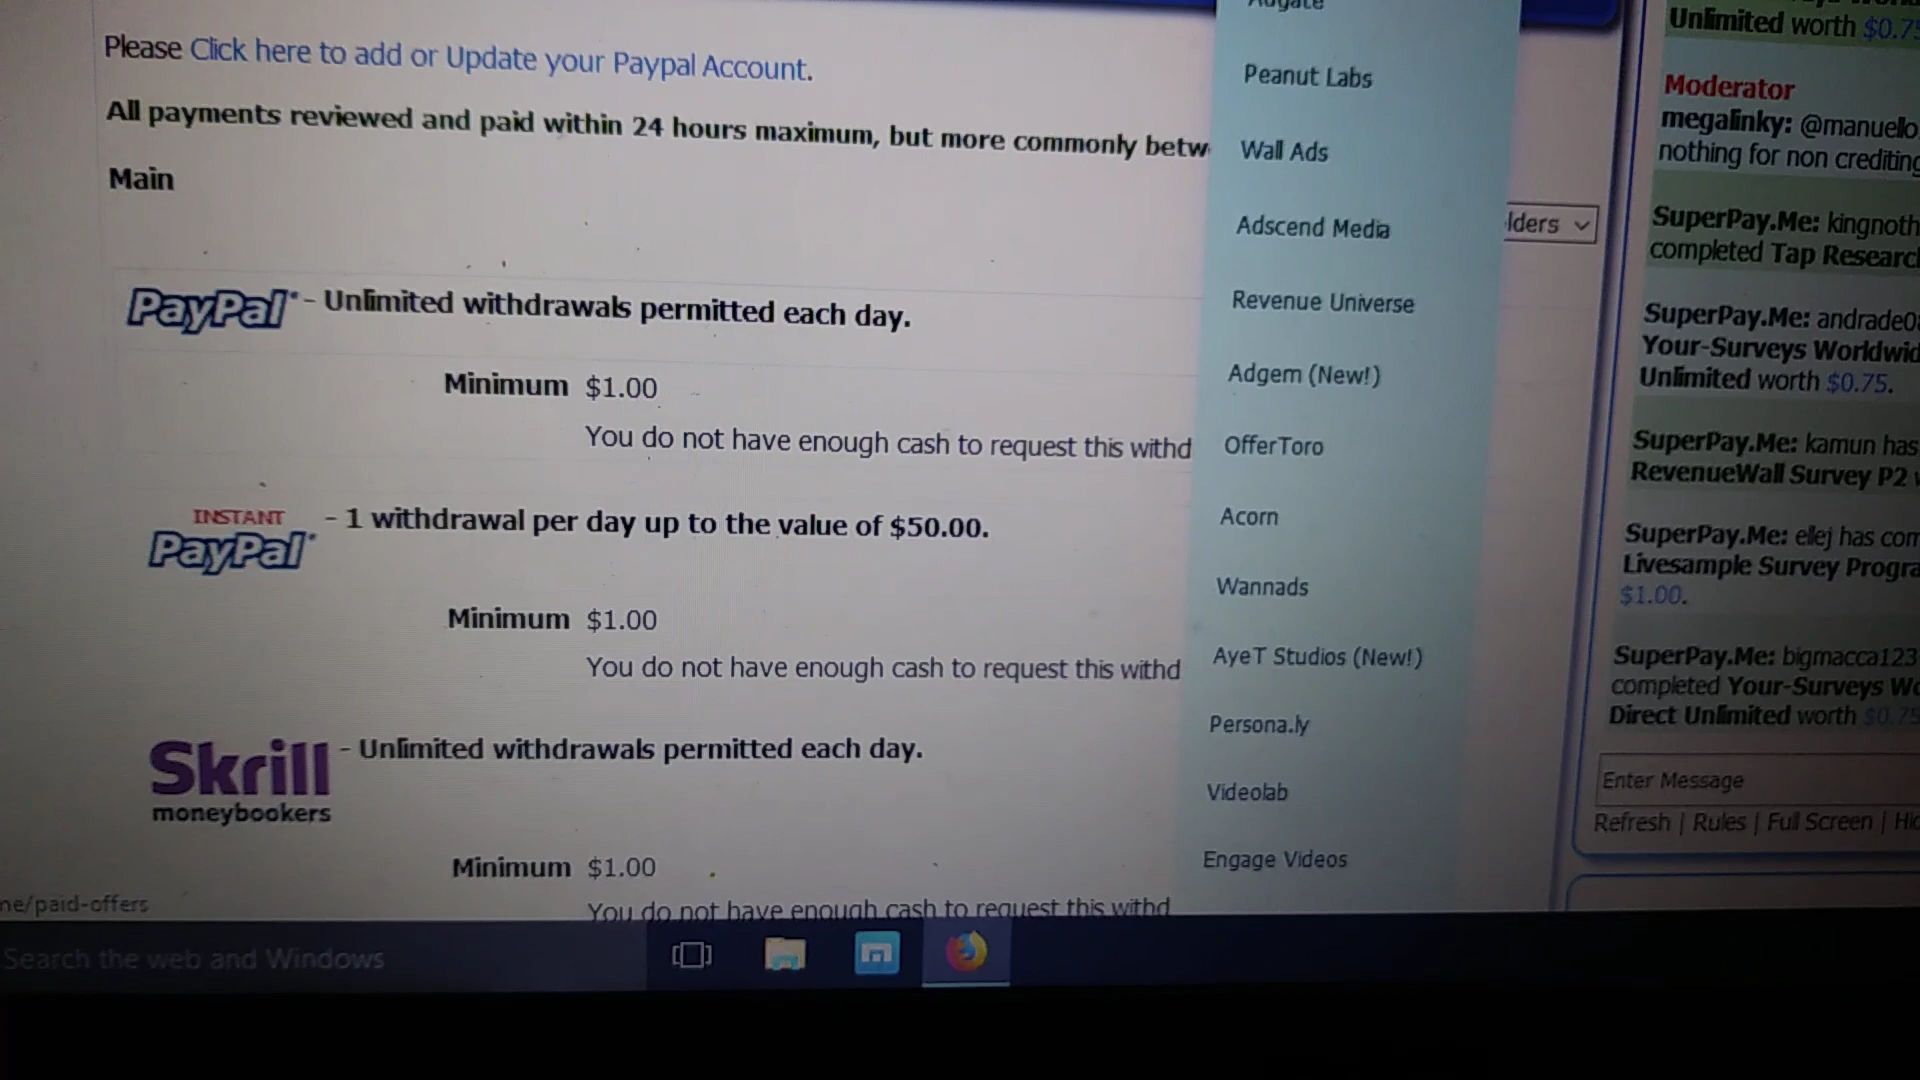 Please Click here to add or Update your Paypal Account.
All payments reviewed and paid within 24 hours maximum, but more commonly
Main
PayPal - Unlimited withdrawals permitted each day.
Minimum $1.00
You do not have enough cash to request this
INSTANT
PayPal - 1 withdrawal per day up to the value of $50.00.
Minimum $1.00
You do not have enough cash to request this
Skrill - Unlimited withdrawals permitted each day.
moneybookers
Minimum $1.00
You do not have enough cash to request this
Peanut Labs
Wall Ads
Adscend Media
Revenue Universe
Adgem (New!)
OfferToro
Acorn
Wannads
AyeT Studios (New!)
Persona.ly
Videolab
Engage Videos
lders
Unlimited worth $0.75
Moderator
megalinky: @manuello
nothing for non crediting
SuperPay.Me: kingnoth
completed Tap Research
SuperPay.Me:
Your-Surveys Worldwid
Unlimited worth $0.75.
SuperPay.Me: kamun has
RevenueWall Survey P2
SuperPay.Me: ellej has com
Livesample Survey Progra
$1.00.
SuperPay.Me: bigmacca123
completed Your-Surveys Wo
Direct Unlimited worth $0.75
Enter Message
Refresh | Rules | Full Screen |
me/paid-offers
Search the web and Windows